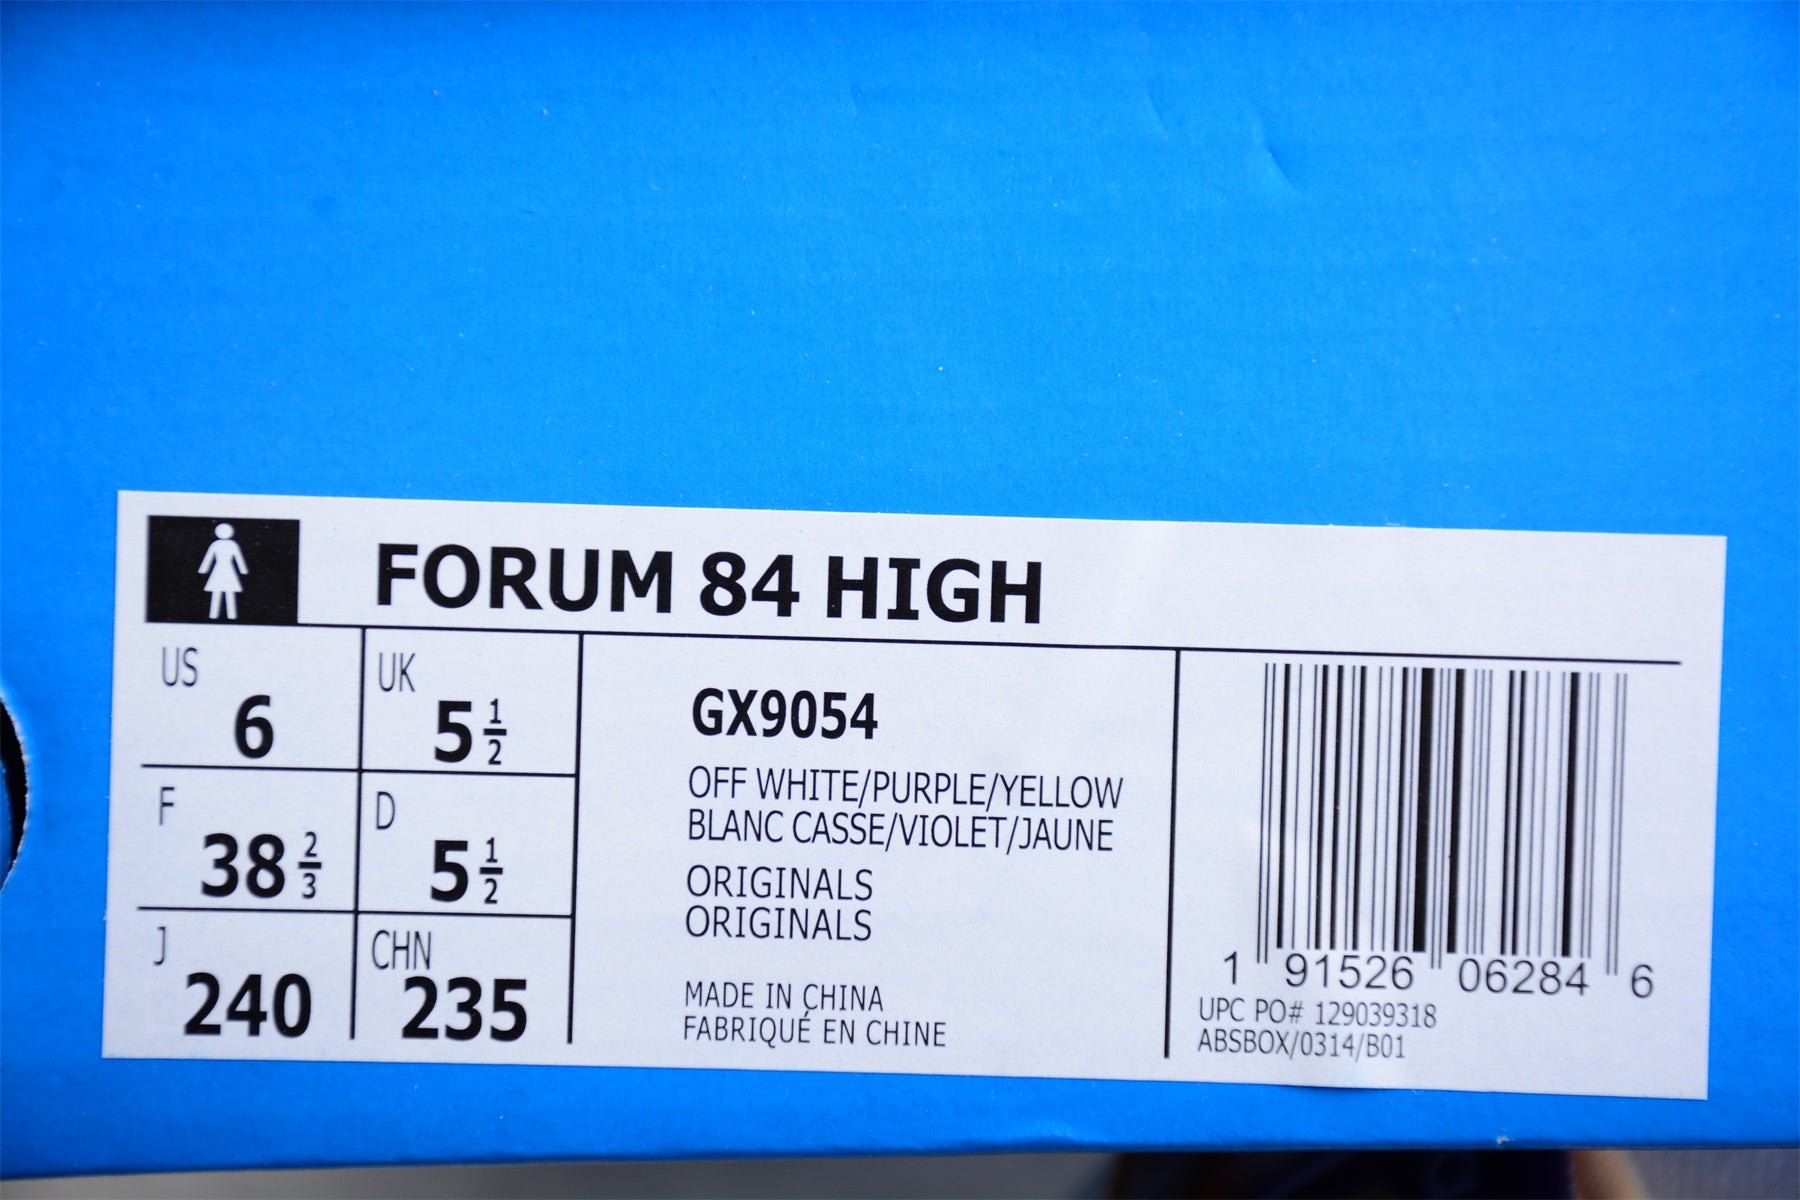 FORUM 84 HIGH
US
6
UK
5 1/2
F
38 2/3
D
5 1/2
J
240
CHN
235
GX9054
OFF WHITE/PURPLE/YELLOW
BLANC CASSE/VIOLET/JAUNE
ORIGINALS
ORIGINALS
MADE IN CHINA
FABRIQUÉ EN CHINE
1 91526 06284 6
UPC PO# 129039318
ABSBOX/0314/B01